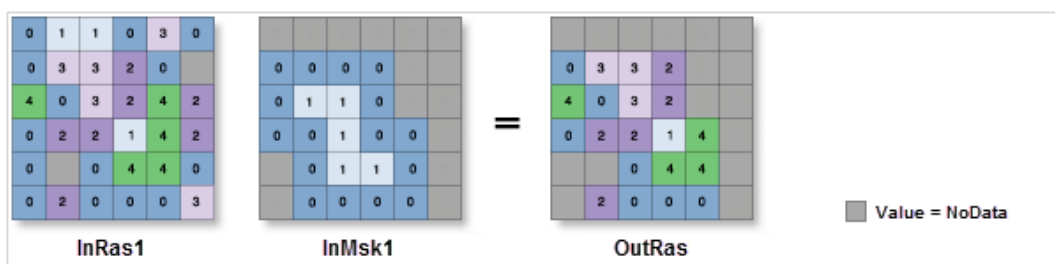 0 1 1 0 3 0
0 3 3 2 0
4 0 3 2 4 2
0 2 2 1 4 2
0 0 4 4 0
0 2 0 0 0 3
InRas1
0 0 0 0
0 1 1 0
0 0 1 0 0
0 1 1 0
0 0 0 0
InMsk1
=
0 3 3 2
4 0 3 2
0 2 2 1 4
0 4 4
2 0 0 0
OutRas
Value = NoData